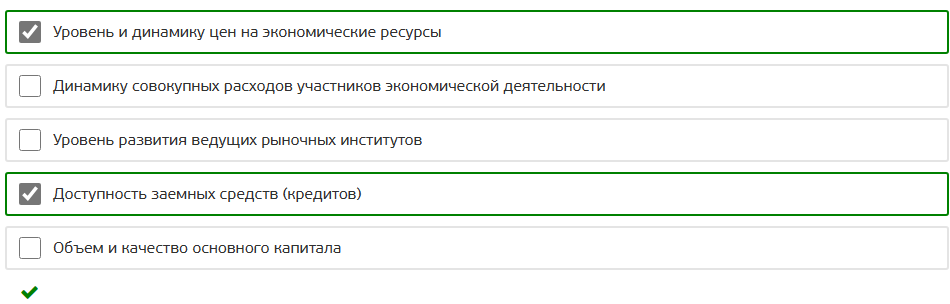 Уровень и динамику цен на экономические ресурсы
Динамику совокупных расходов участников экономической деятельности
Уровень развития ведущих рыночных институтов
Доступность заемных средств (кредитов)
Объем и качество основного капитала